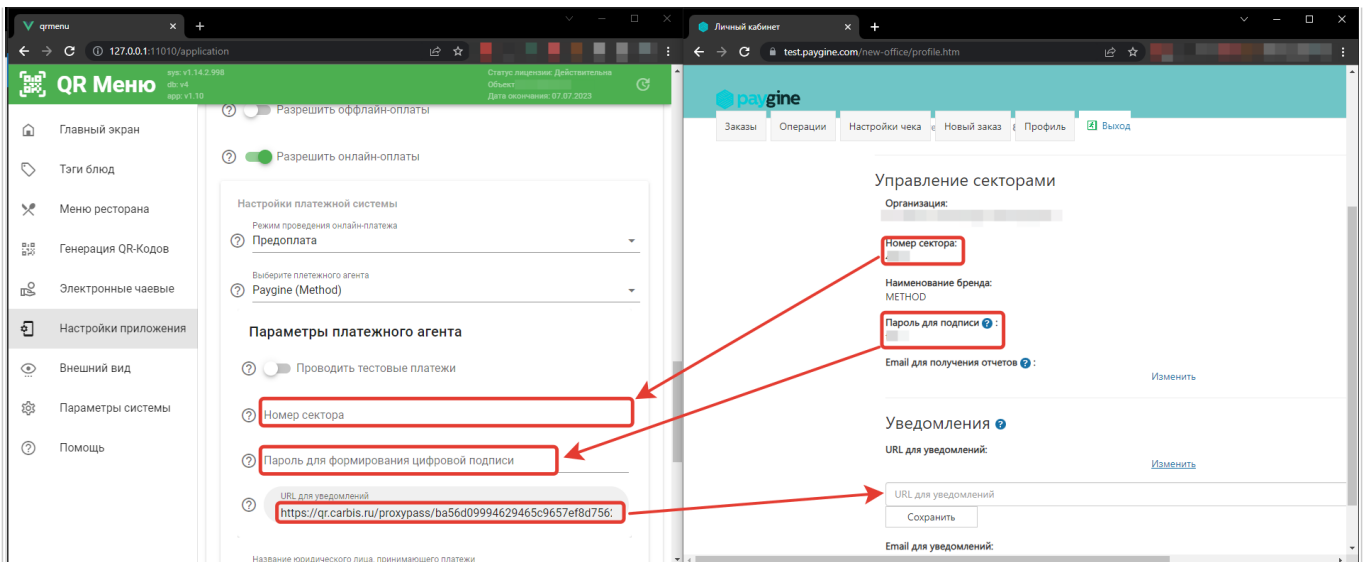 qrmenu
127.0.0.1:11010/application
QR Меню
sys: v1.14.2.998
db: v4
app: v1.10
Статус лицензии: Действительна
Объект
Дата окончания: 07.07.2023
Главный экран
Тэги блюд
Меню ресторана
Генерация QR-Кодов
Электронные чаевые
Настройки приложения
Внешний вид
Параметры системы
Помощь
Разрешить оффлайн-оплаты
Разрешить онлайн-оплаты
Настройки платежной системы
Режим проведения онлайн-платежа
Предоплата
Выберите плетежного агента
Paygine (Method)
Параметры платежного агента
Проводить тестовые платежи
Номер сектора
Пароль для формирования цифровой подписи
URL для уведомлений
https://qr.carbis.ru/proxypass/ba56d09994629465c9657ef8d756
Название юридического лица, принимающего платежи
Личный кабинет
test.paygine.com/new-office/profile.htm
paygine
Заказы
Операции
Настройки чека
Новый заказ
Профиль
Выход
Управление секторами
Организация:
Номер сектора:
Наименование бренда:
METHOD
Пароль для подписи ? :
Email для получения отчетов ? :
Изменить
Уведомления ?
URL для уведомлений:
Изменить
URL для уведомлений
Сохранить
Email для уведомлений: